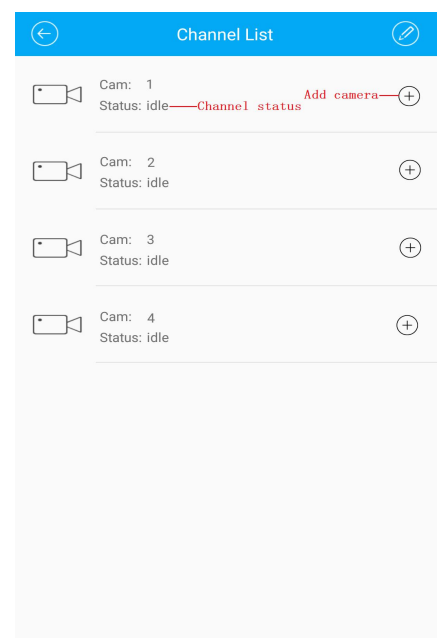 Channel List
Cam: 1
Add camera
Status: idle
Channel status
Cam: 2
Status: idle
Cam: 3
Status: idle
Cam: 4
Status: idle